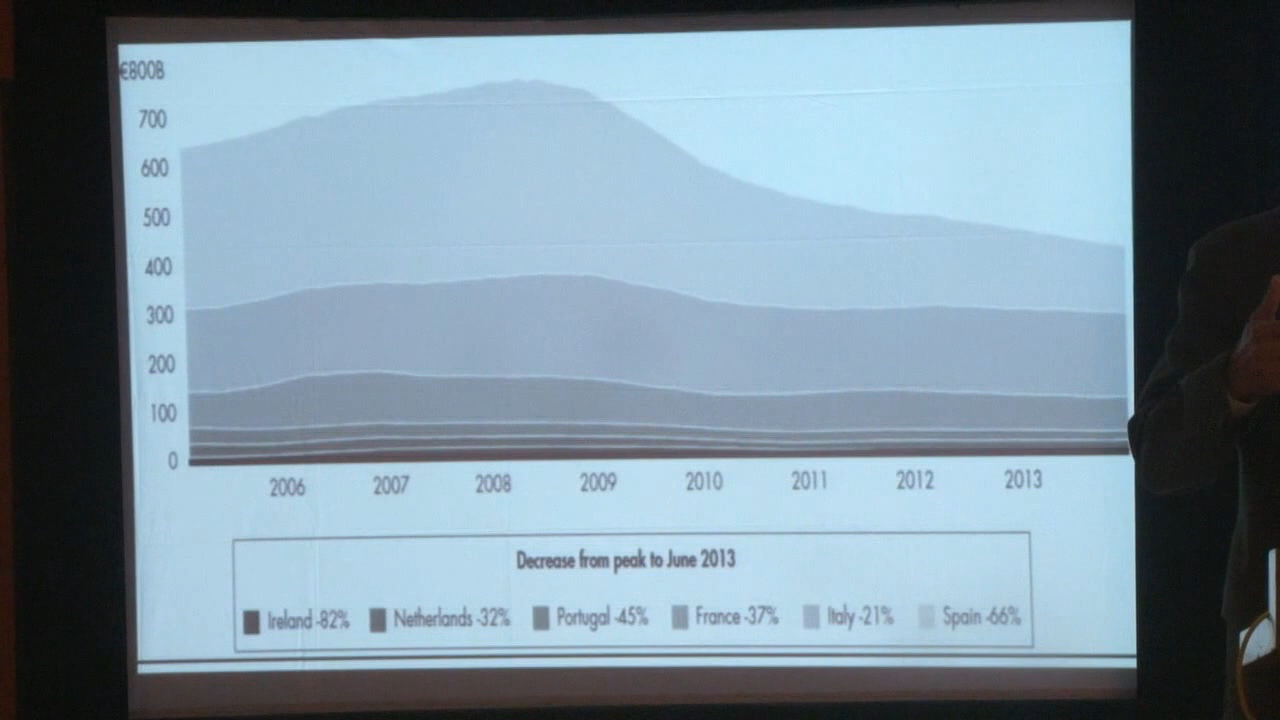 €800B
700
600
500
400
300
200
100
0
2006 2007 2008 2009 2010 2011 2012 2013
Decrease from peak to June 2013
Ireland -82% Netherlands -32% Portugal -45% France -37% Italy -21% Spain -66%